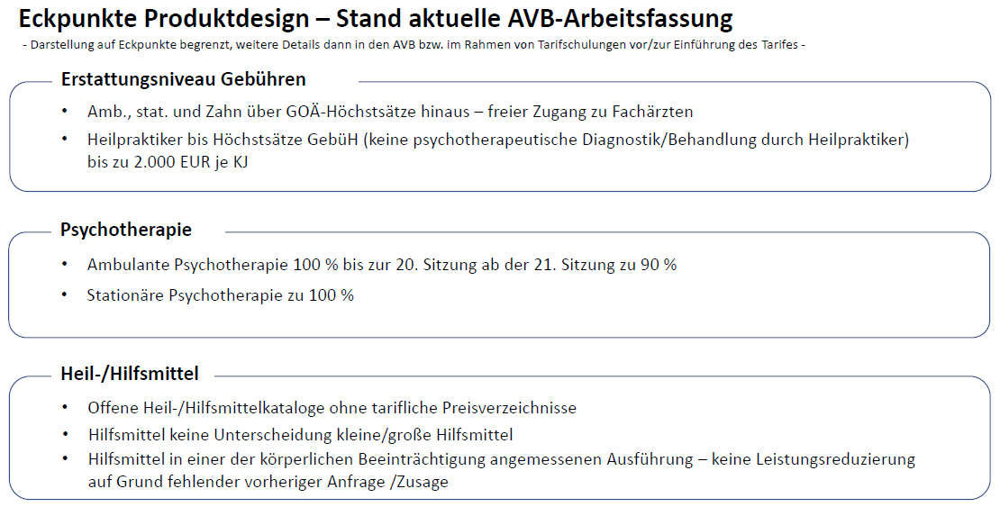 Eckpunkte Produktdesign – Stand aktuelle AVB-Arbeitsfassung
- Darstellung auf Eckpunkte begrenzt, weitere Details dann in den AVB bzw. im Rahmen von Tarifschulungen vor/zur Einführung des Tarifes -
Erstattungsniveau Gebühren
• Amb., stat. und Zahn über GOÄ-Höchstsätze hinaus – freier Zugang zu Fachärzten
• Heilpraktiker bis Höchstsätze GebüH (keine psychotherapeutische Diagnostik/Behandlung durch Heilpraktiker)
bis zu 2.000 EUR je KJ
Psychotherapie
• Ambulante Psychotherapie 100 % bis zur 20. Sitzung ab der 21. Sitzung zu 90 %
• Stationäre Psychotherapie zu 100 %
Heil-/Hilfsmittel
• Offene Heil-/Hilfsmittelkataloge ohne tarifliche Preisverzeichnisse
• Hilfsmittel keine Unterscheidung kleine/große Hilfsmittel
• Hilfsmittel in einer der körperlichen Beeinträchtigung angemessenen Ausführung – keine Leistungsreduzierung
auf Grund fehlender vorheriger Anfrage /Zusage